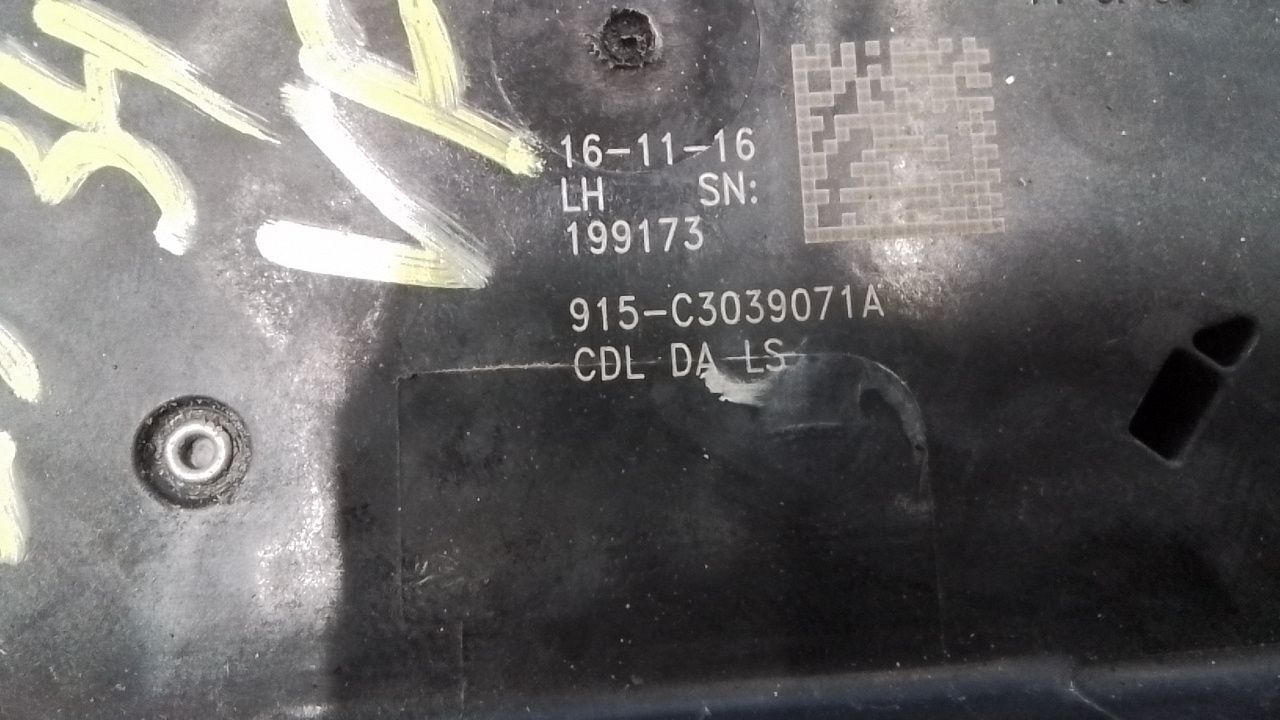 16-11-16
LH SN:
199173
915-C3039071A
CDL DA LS